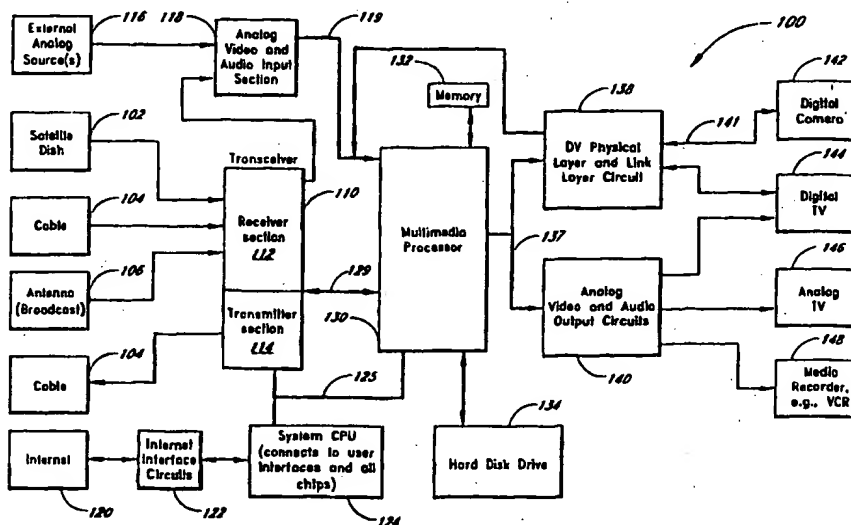 External
Analog
Source(s)
116
118
Analog
Video and
Audio Input
Section
119
100
132
Memory
138
DV Physical
Layer and Link
Layer Circuit
141
142
Digital
Camera
Satellite
Dish
102
Transceiver
110
Receiver
section
112
Multimedia
Processor
144
Digital
TV
Cable
104
137
Antenna
(Broadcast)
106
129
130
Analog
Video and Audio
Output Circuits
140
146
Analog
TV
Transmitter
section
114
Cable
104
125
148
Media
Recorder,
e.g., VCR
134
Hard Disk Drive
Internet
120
Internet
Interface
Circuits
122
System CPU
(connects to user
interfaces and all
chips)
124